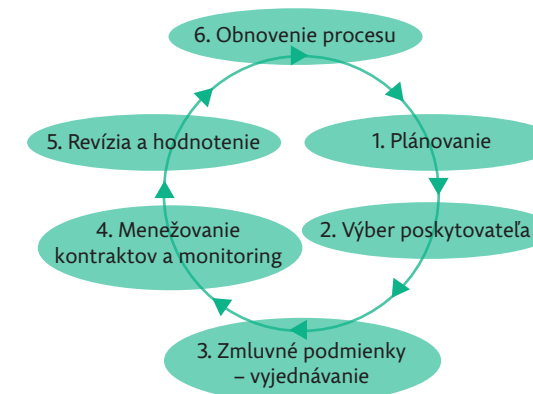 6. Obnovenie procesu
1. Plánovanie
2. Výber poskytovateľa
3. Zmluvné podmienky
– vyjednávanie
4. Menežovanie
kontraktov a monitoring
5. Revízia a hodnotenie